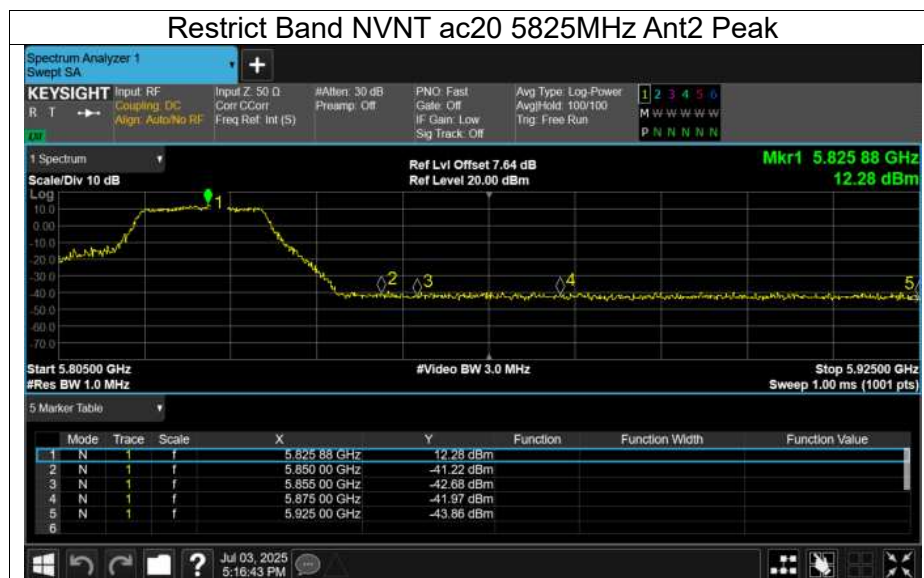 Restrict Band NVNT ac20 5825MHz Ant2 Peak
Spectrum Analyzer 1
Swept SA
+
KEYSIGHT Input: RF Input Z: 50 Ω #Atten: 30 dB PNO: Fast Avg Type: Log-Power 1 2 3 4 5 6
R T Coupling: DC Corr CCorr Preamp: Off Gate: Off Avg|Hold: 100/100 M W W W W W
Align: Auto/No RF Freq Ref: Int (S) IF Gain: Low Trig: Free Run
Sig Track: Off P N N N N N
1 Spectrum Ref Lvl Offset 7.64 dB Mkr1 5.825 88 GHz
Scale/Div 10 dB Ref Level 20.00 dBm 12.28 dBm
Log
10.0 1
0.00
-10.0
-20.0
-30.0 2 3 4 5
-40.0
-50.0
-60.0
-70.0
Start 5.80500 GHz #Video BW 3.0 MHz Stop 5.92500 GHz
#Res BW 1.0 MHz Sweep 1.00 ms (1001 pts)
5 Marker Table
Mode Trace Scale X Y Function Function Width Function Value
1 N 1 f 5.825 88 GHz 12.28 dBm
2 N 1 f 5.850 00 GHz -41.22 dBm
3 N 1 f 5.855 00 GHz -42.68 dBm
4 N 1 f 5.875 00 GHz -41.97 dBm
5 N 1 f 5.925 00 GHz -43.86 dBm
6
? Jul 03, 2025
5:16:43 PM